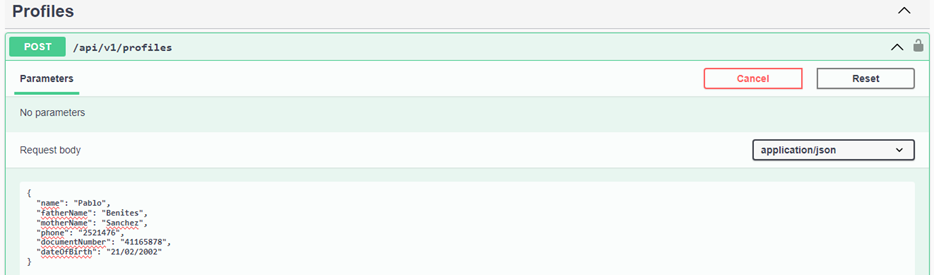 Profiles
POST /api/v1/profiles
Parameters
Cancel
Reset
No parameters
Request body
application/json
{
"name": "Pablo",
"fatherName": "Benites",
"motherName": "Sanchez",
"phone": "2521476",
"documentNumber": "41165878",
"dateOfBirth": "21/02/2002"
}